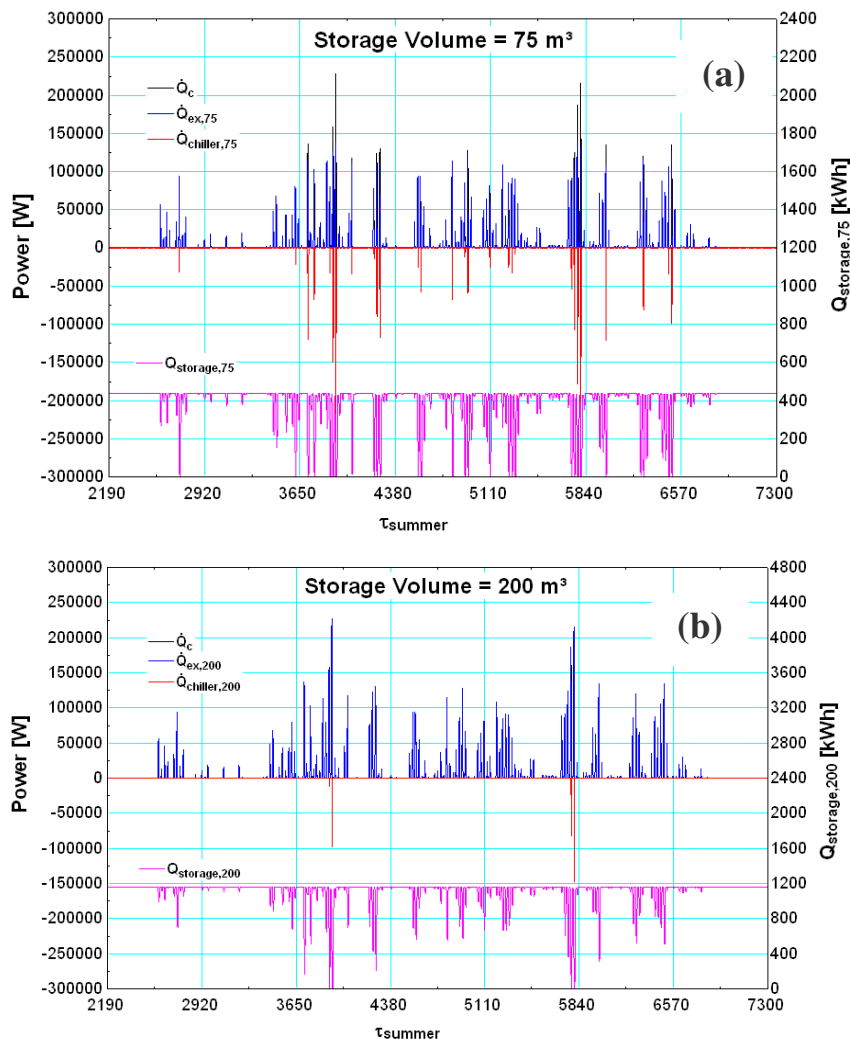 Storage Volume = 75 m³
(a)
Q̇c
Q̇ex,75
Q̇chiller,75
Qstorage,75
Power [W]
300000
250000
200000
150000
100000
50000
0
-50000
-100000
-150000
-200000
-250000
-300000
2400
2200
2000
1800
1600
1400
1200
1000
800
600
400
200
0
Qstorage,75 [kWh]
2190 2920 3650 4380 5110 5840 6570 7300
τsummer
Storage Volume = 200 m³
(b)
Q̇c
Q̇ex,200
Q̇chiller,200
Qstorage,200
Power [W]
300000
250000
200000
150000
100000
50000
0
-50000
-100000
-150000
-200000
-250000
-300000
4800
4400
4000
3600
3200
2800
2400
2000
1600
1200
800
400
0
Qstorage,200 [kWh]
2190 2920 3650 4380 5110 5840 6570 7300
τsummer